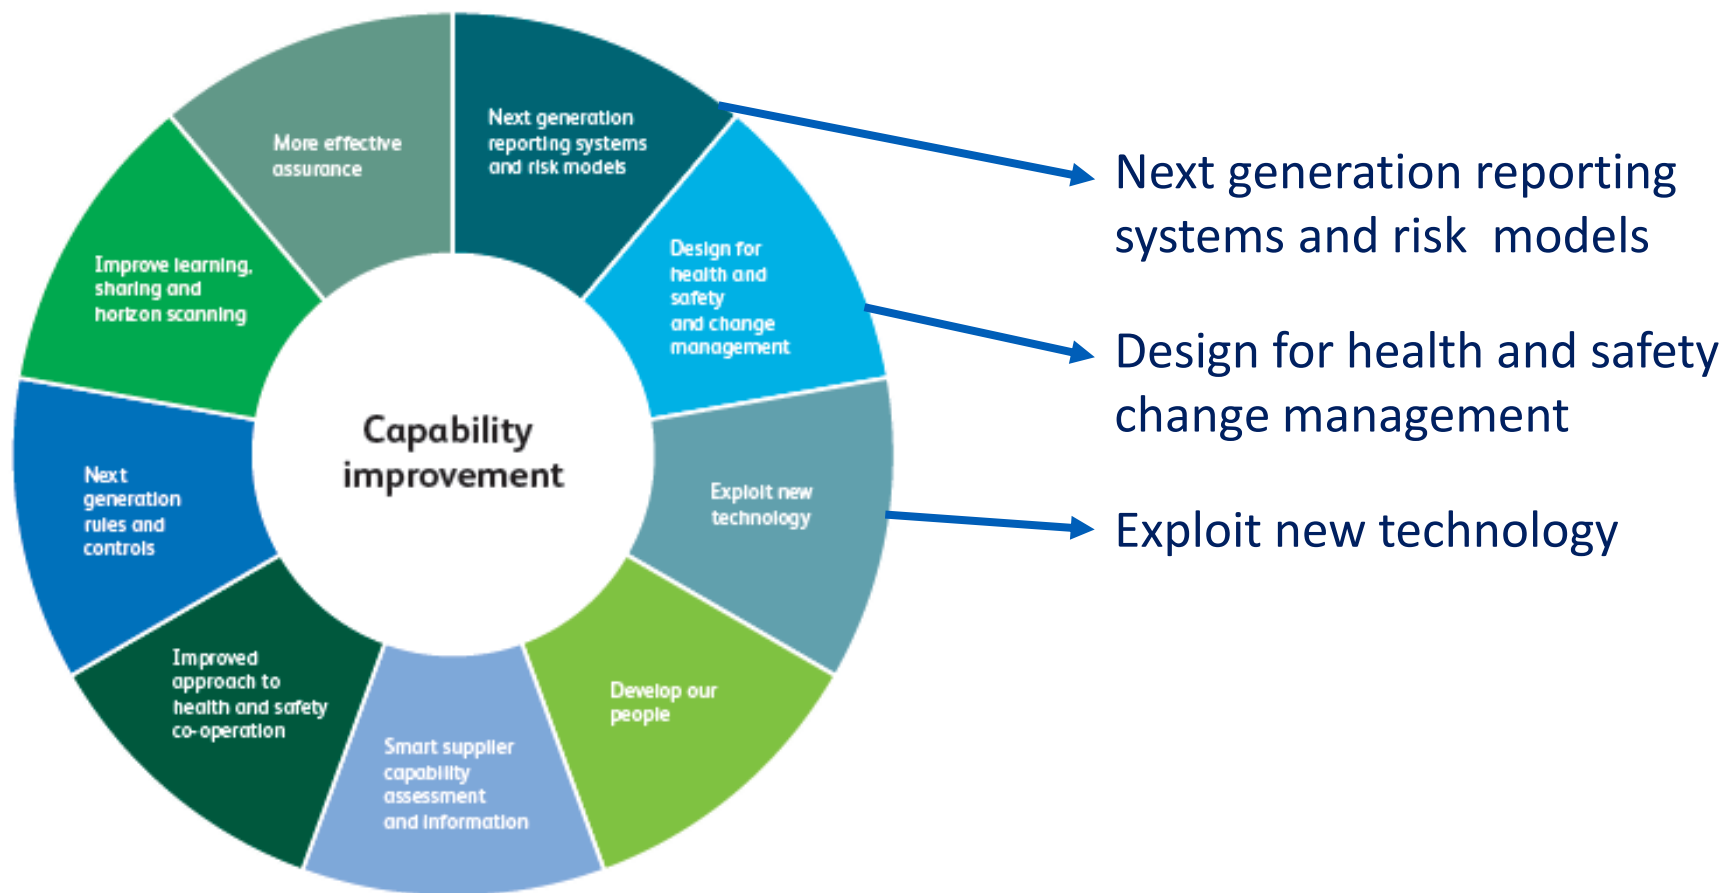 Next generation
reporting systems
and risk models
Design for
health and
safety
and change
management
Exploit new
technology
Develop our
people
Smart supplier
capability
assessment
and information
Improved
approach to
health and safety
co-operation
Next
generation
rules and
controls
Improve learning,
sharing and
horizon scanning
More effective
assurance
Capability
improvement
Next generation reporting
systems and risk  models
Design for health and safety
change management
Exploit new technology